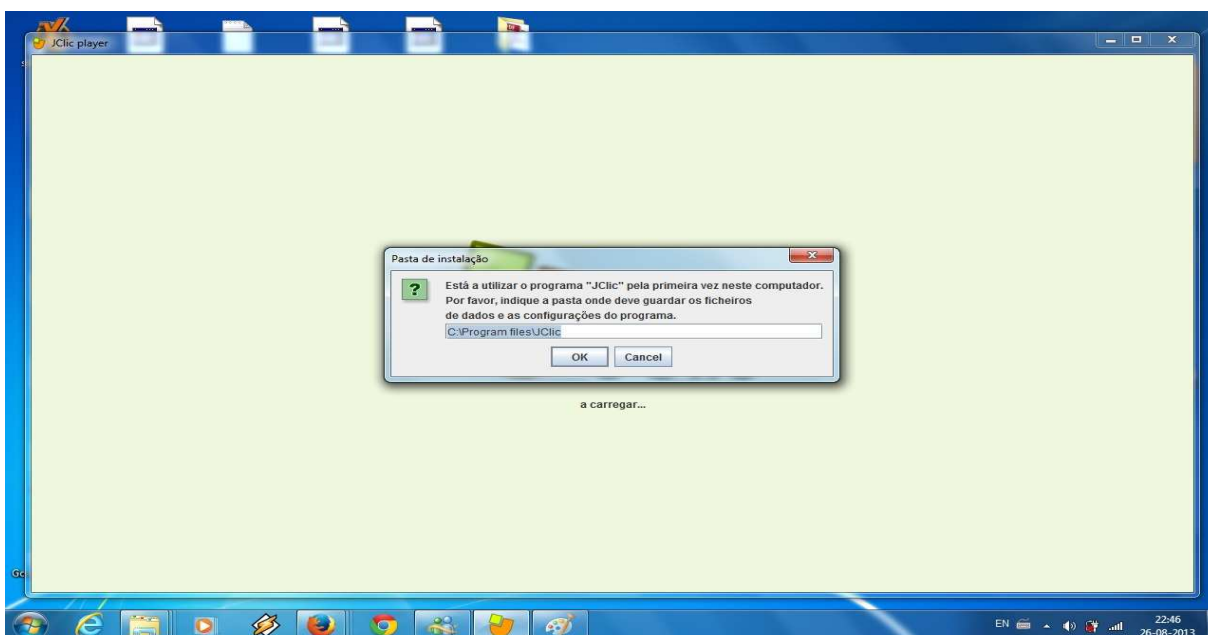 JClic player
Pasta de instalação
Está a utilizar o programa "JClic" pela primeira vez neste computador.
Por favor, indique a pasta onde deve guardar os ficheiros
de dados e as configurações do programa.
C:\Program files\JClic
OK
Cancel
a carregar...
EN
22:46
26-08-2013